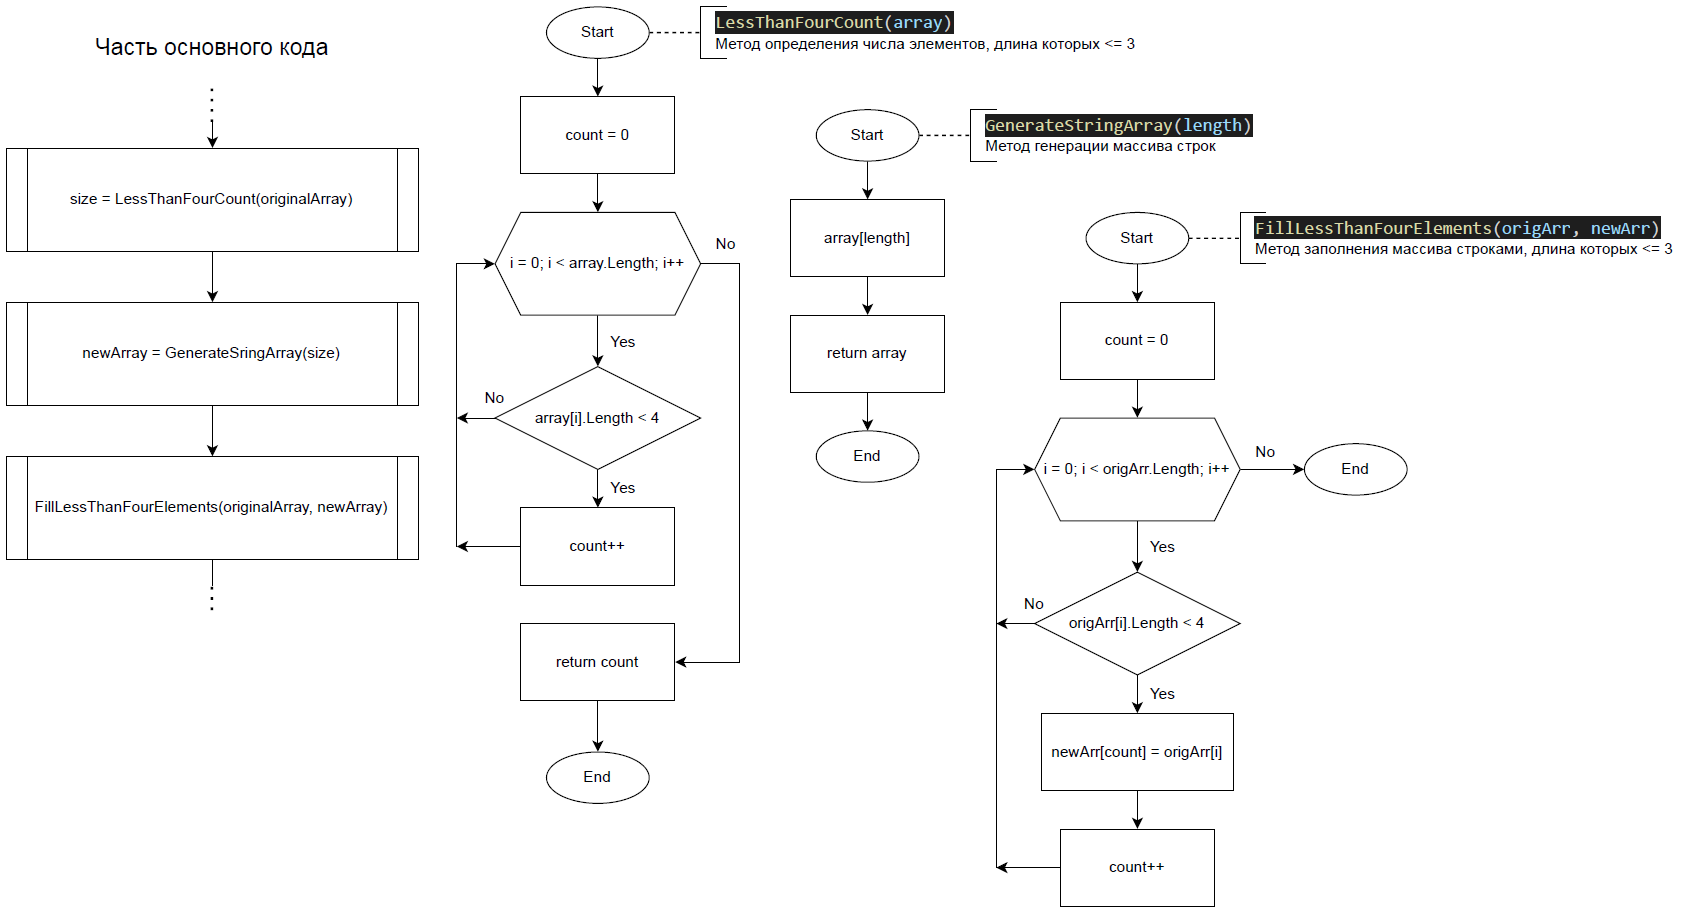 Часть основного кода
size = LessThanFourCount(originalArray)
newArray = GenerateSringArray(size)
FillLessThanFourElements(originalArray, newArray)
Start
LessThanFourCount(array)
Метод определения числа элементов, длина которых <= 3
count = 0
i = 0; i < array.Length; i++
No
Yes
array[i].Length < 4
No
Yes
count++
return count
End
Start
GenerateStringArray(length)
Метод генерации массива строк
array[length]
return array
End
Start
FillLessThanFourElements(origArr, newArr)
Метод заполнения массива строками, длина которых <= 3
count = 0
i = 0; i < origArr.Length; i++
No
End
Yes
origArr[i].Length < 4
No
Yes
newArr[count] = origArr[i]
count++